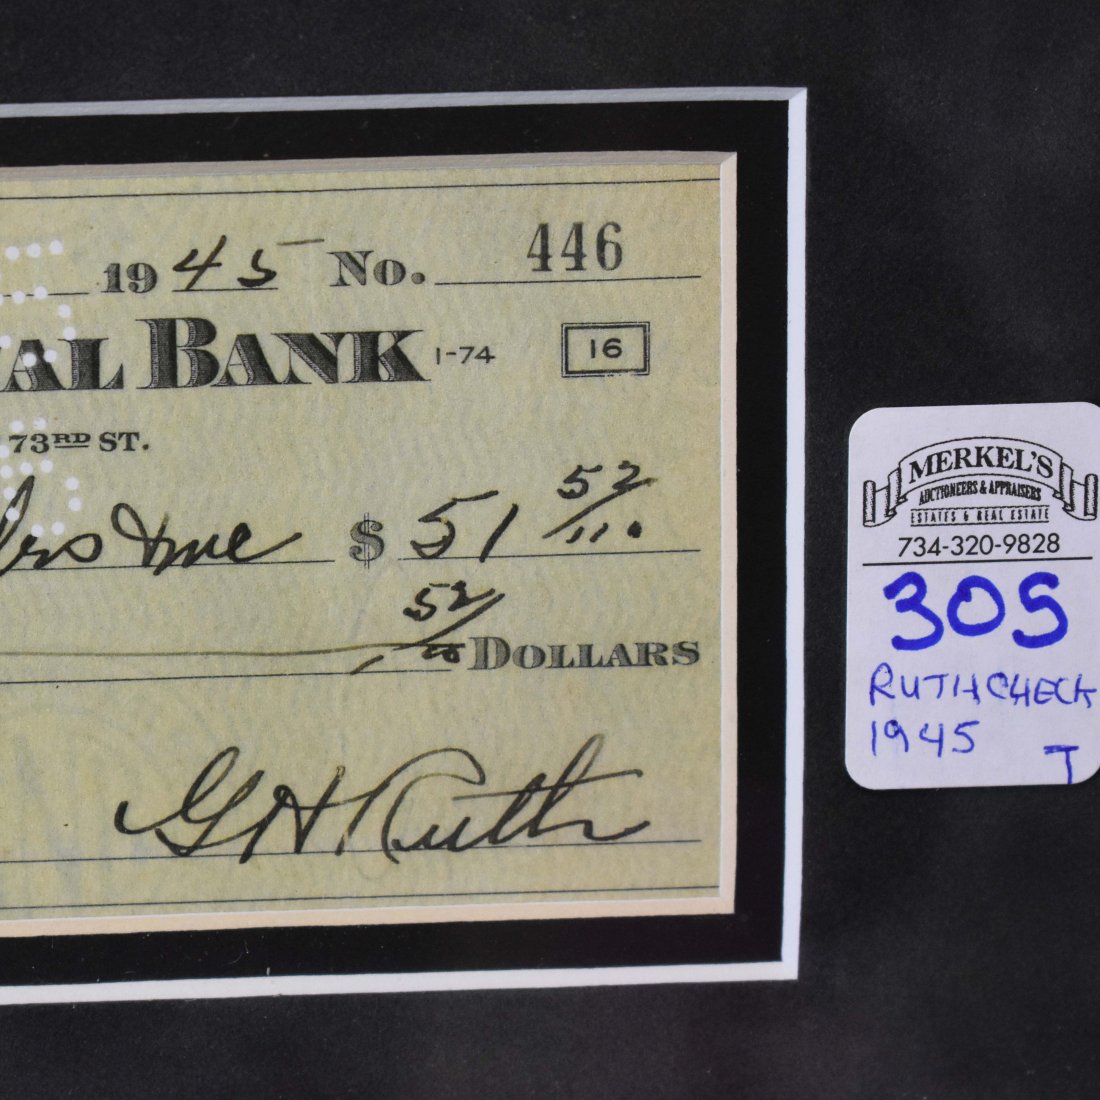 1945 No. 446
AL BANK 1-74 16
73RD ST.
Inc $ 51 52/100
52/100 DOLLARS
G H Ruth
MERKEL'S
AUCTIONEERS & APPRAISERS
ESTATES & REAL ESTATE
734-320-9828
305
RUTH CHECK
1945 T